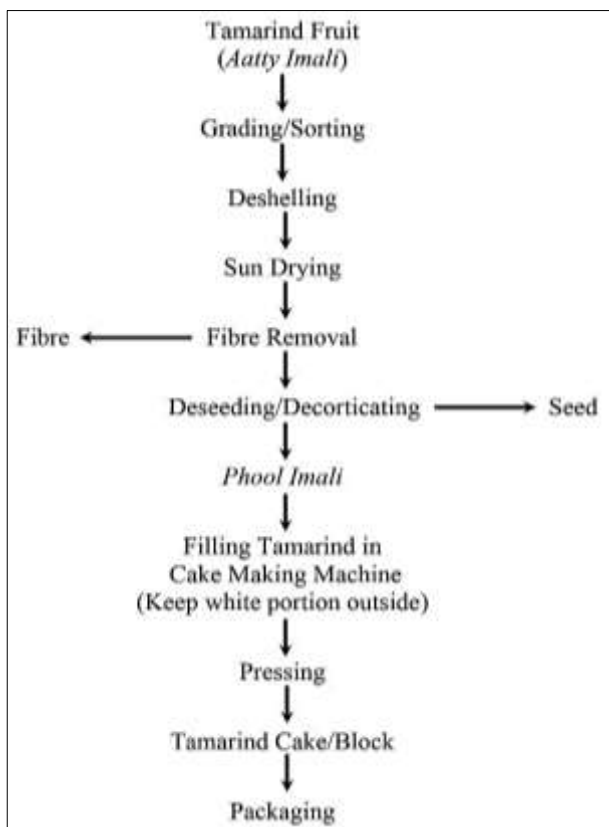 Tamarind Fruit
(Aatty Imali)
Grading/Sorting
Deshelling
Sun Drying
Fibre
Fibre Removal
Deseeding/Decorticating
Seed
Phool Imali
Filling Tamarind in
Cake Making Machine
(Keep white portion outside)
Pressing
Tamarind Cake/Block
Packaging